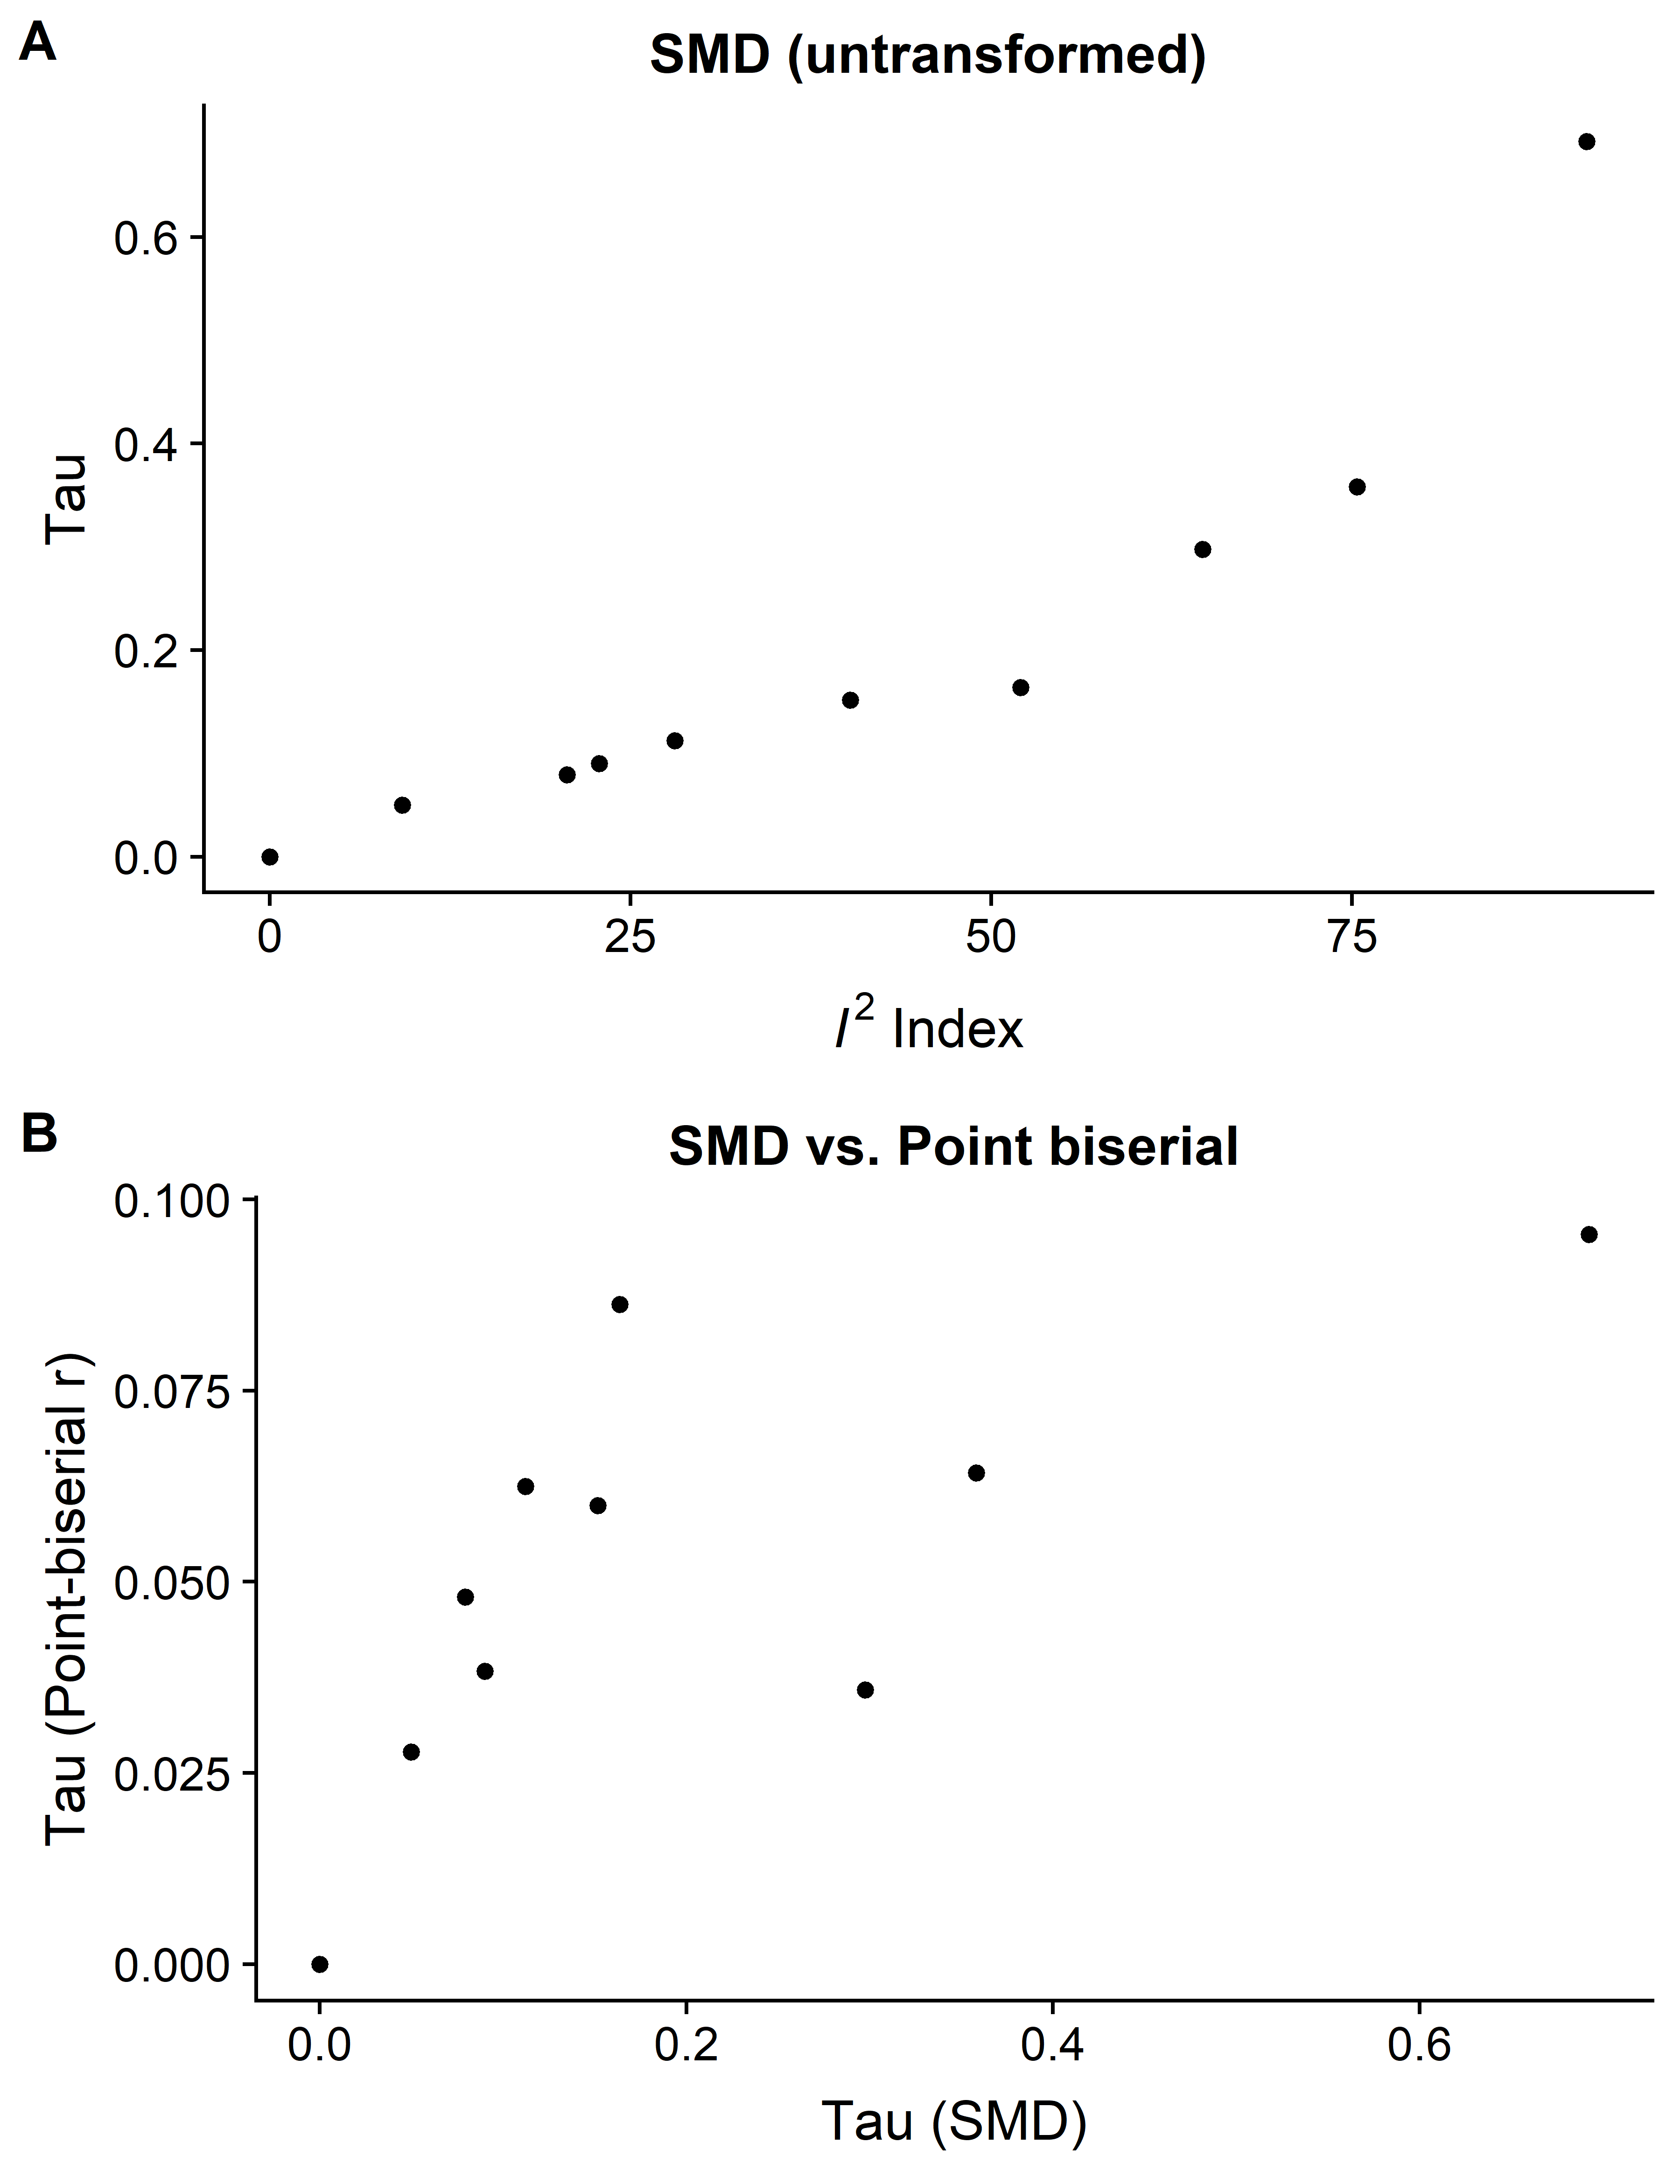 A
SMD (untransformed)
0.6
0.4
0.2
0.0
Tau
0
25
50
75
I² Index
B
SMD vs. Point biserial
0.100
0.075
0.050
0.025
0.000
Tau (Point-biserial r)
0.0
0.2
0.4
0.6
Tau (SMD)